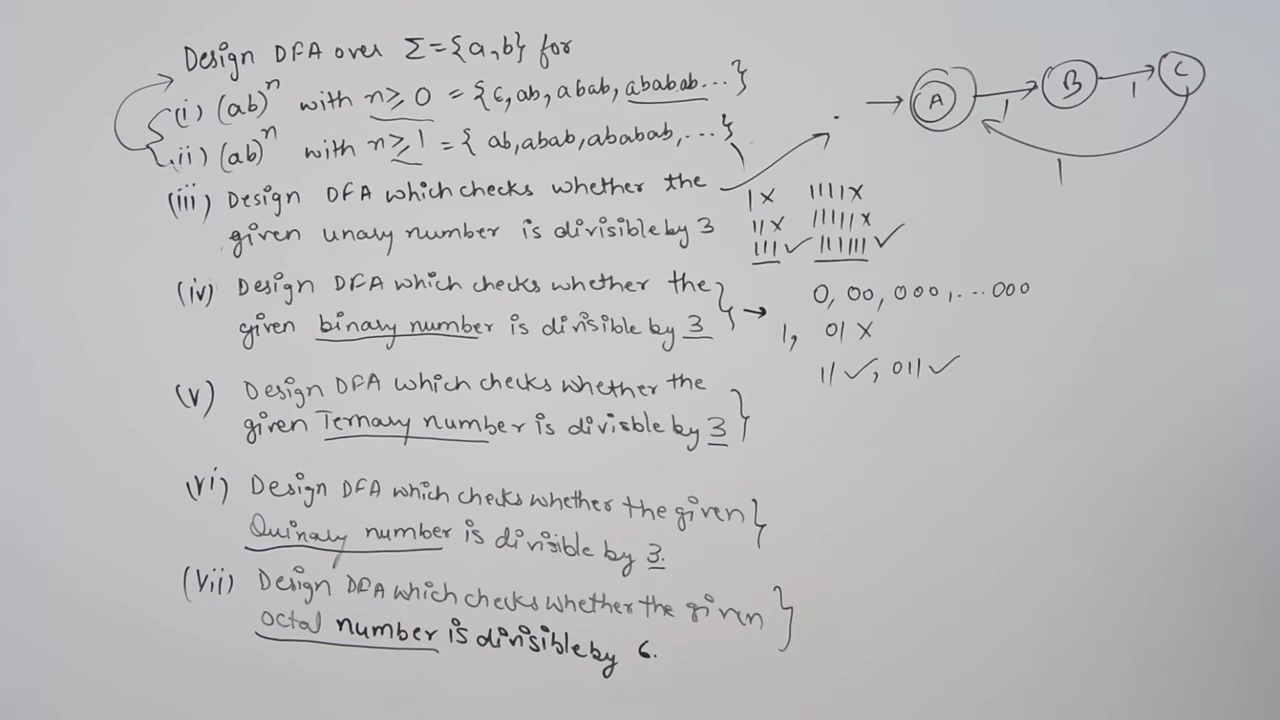 Design DFA over Σ={a,b} for
(i) (ab)ⁿ with n≥0 = {ε, ab, abab, ababab...}
(ii) (ab)ⁿ with n≥1 = { ab, abab, ababab, ...}
(iii) Design DFA which checks whether the
given unary number is divisible by 3
(iv) Design DFA which checks whether the
given binary number is divisible by 3
(v) Design DFA which checks whether the
given Ternary number is divisble by 3
(vi) Design DFA which checks whether the given
Quinary number is divisible by 3.
(vii) Design DFA which checks whether the given
octal number is divisible by 6.
A 1 B 1 C
1
1 x 1111 x
11 x 11111 x
111 ✓ 111111 ✓
0, 00, 000, ...000
1, 01 x
11 ✓, 011 ✓